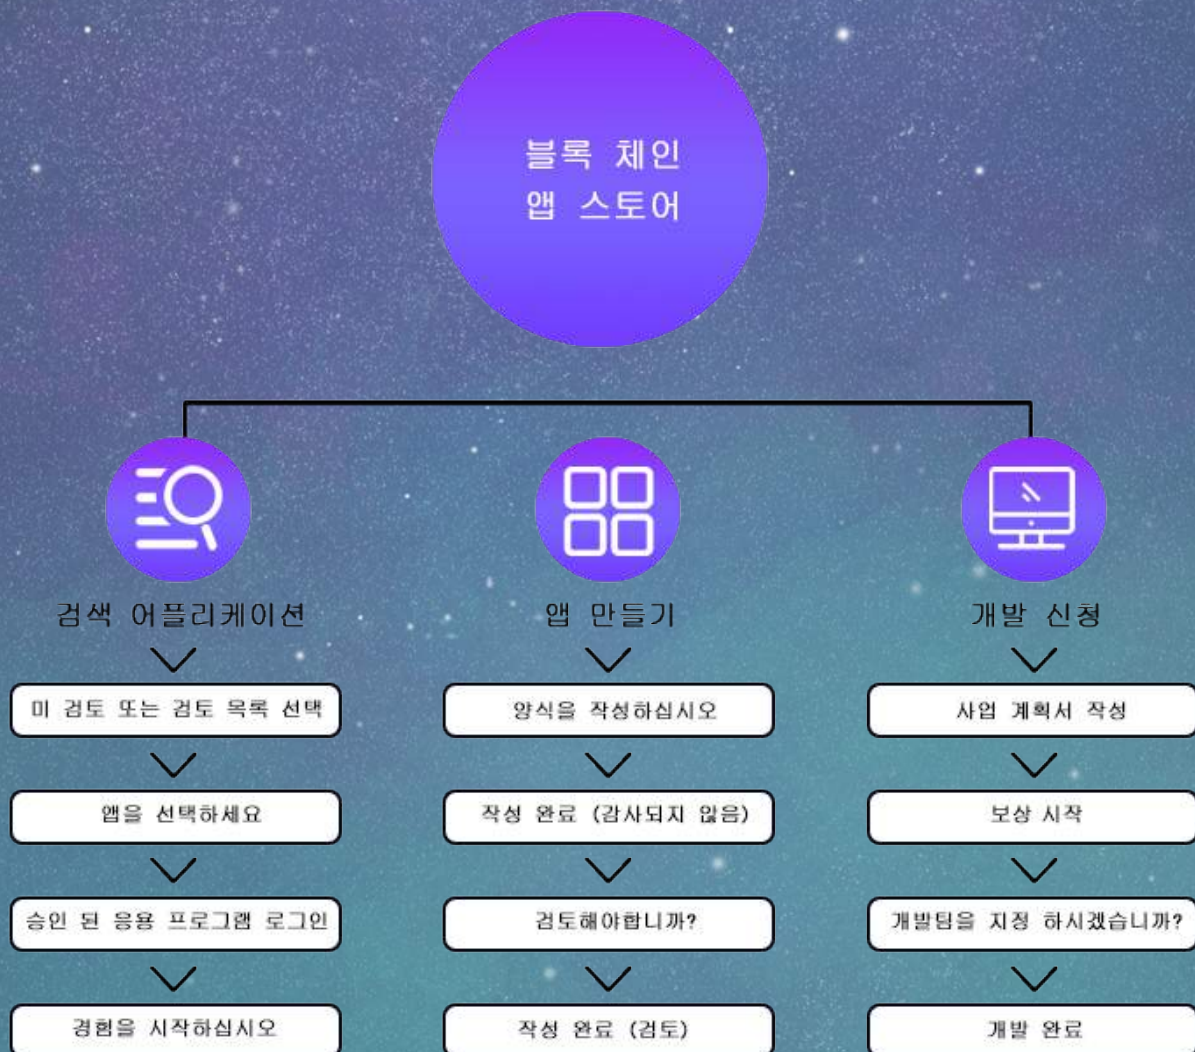 블록 체인
앱 스토어
검색 어플리케이션
미 검토 또는 검토 목록 선택
앱을 선택하세요
승인 된 응용 프로그램 로그인
경험을 시작하십시오
앱 만들기
양식을 작성하십시오
작성 완료 (감사되지 않음)
검토해야합니까?
작성 완료 (검토)
개발 신청
사업 계획서 작성
보상 시작
개발팀을 지정 하시겠습니까?
개발 완료